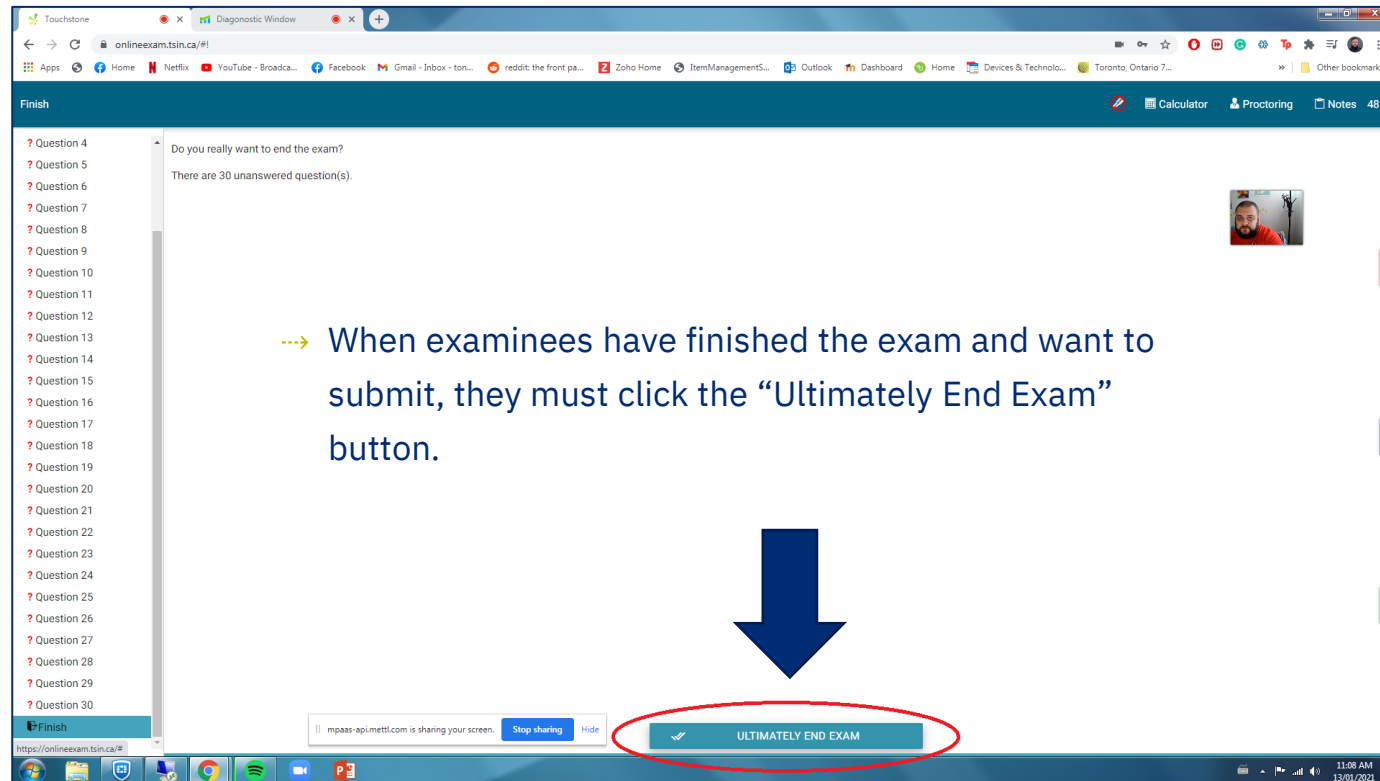 Touchstone
Diagonostic Window
onlineexam.tsin.ca/#!
Apps Home Netflix YouTube - Broadca... Facebook Gmail - Inbox - ton... reddit: the front pa... Zoho Home ItemManagementS... Outlook Dashboard Home Devices & Technolo... Toronto, Ontario 7... » Other bookmark
Finish Calculator Proctoring Notes 48
? Question 4
? Question 5
? Question 6
? Question 7
? Question 8
? Question 9
? Question 10
? Question 11
? Question 12
? Question 13
? Question 14
? Question 15
? Question 16
? Question 17
? Question 18
? Question 19
? Question 20
? Question 21
? Question 22
? Question 23
? Question 24
? Question 25
? Question 26
? Question 27
? Question 28
? Question 29
? Question 30
Finish
https://onlineexam.tsin.ca/#
Do you really want to end the exam?
There are 30 unanswered question(s).
When examinees have finished the exam and want to
submit, they must click the “Ultimately End Exam”
button.
mpaas-api.mettl.com is sharing your screen. Stop sharing Hide
ULTIMATELY END EXAM
11:08 AM
13/01/2021